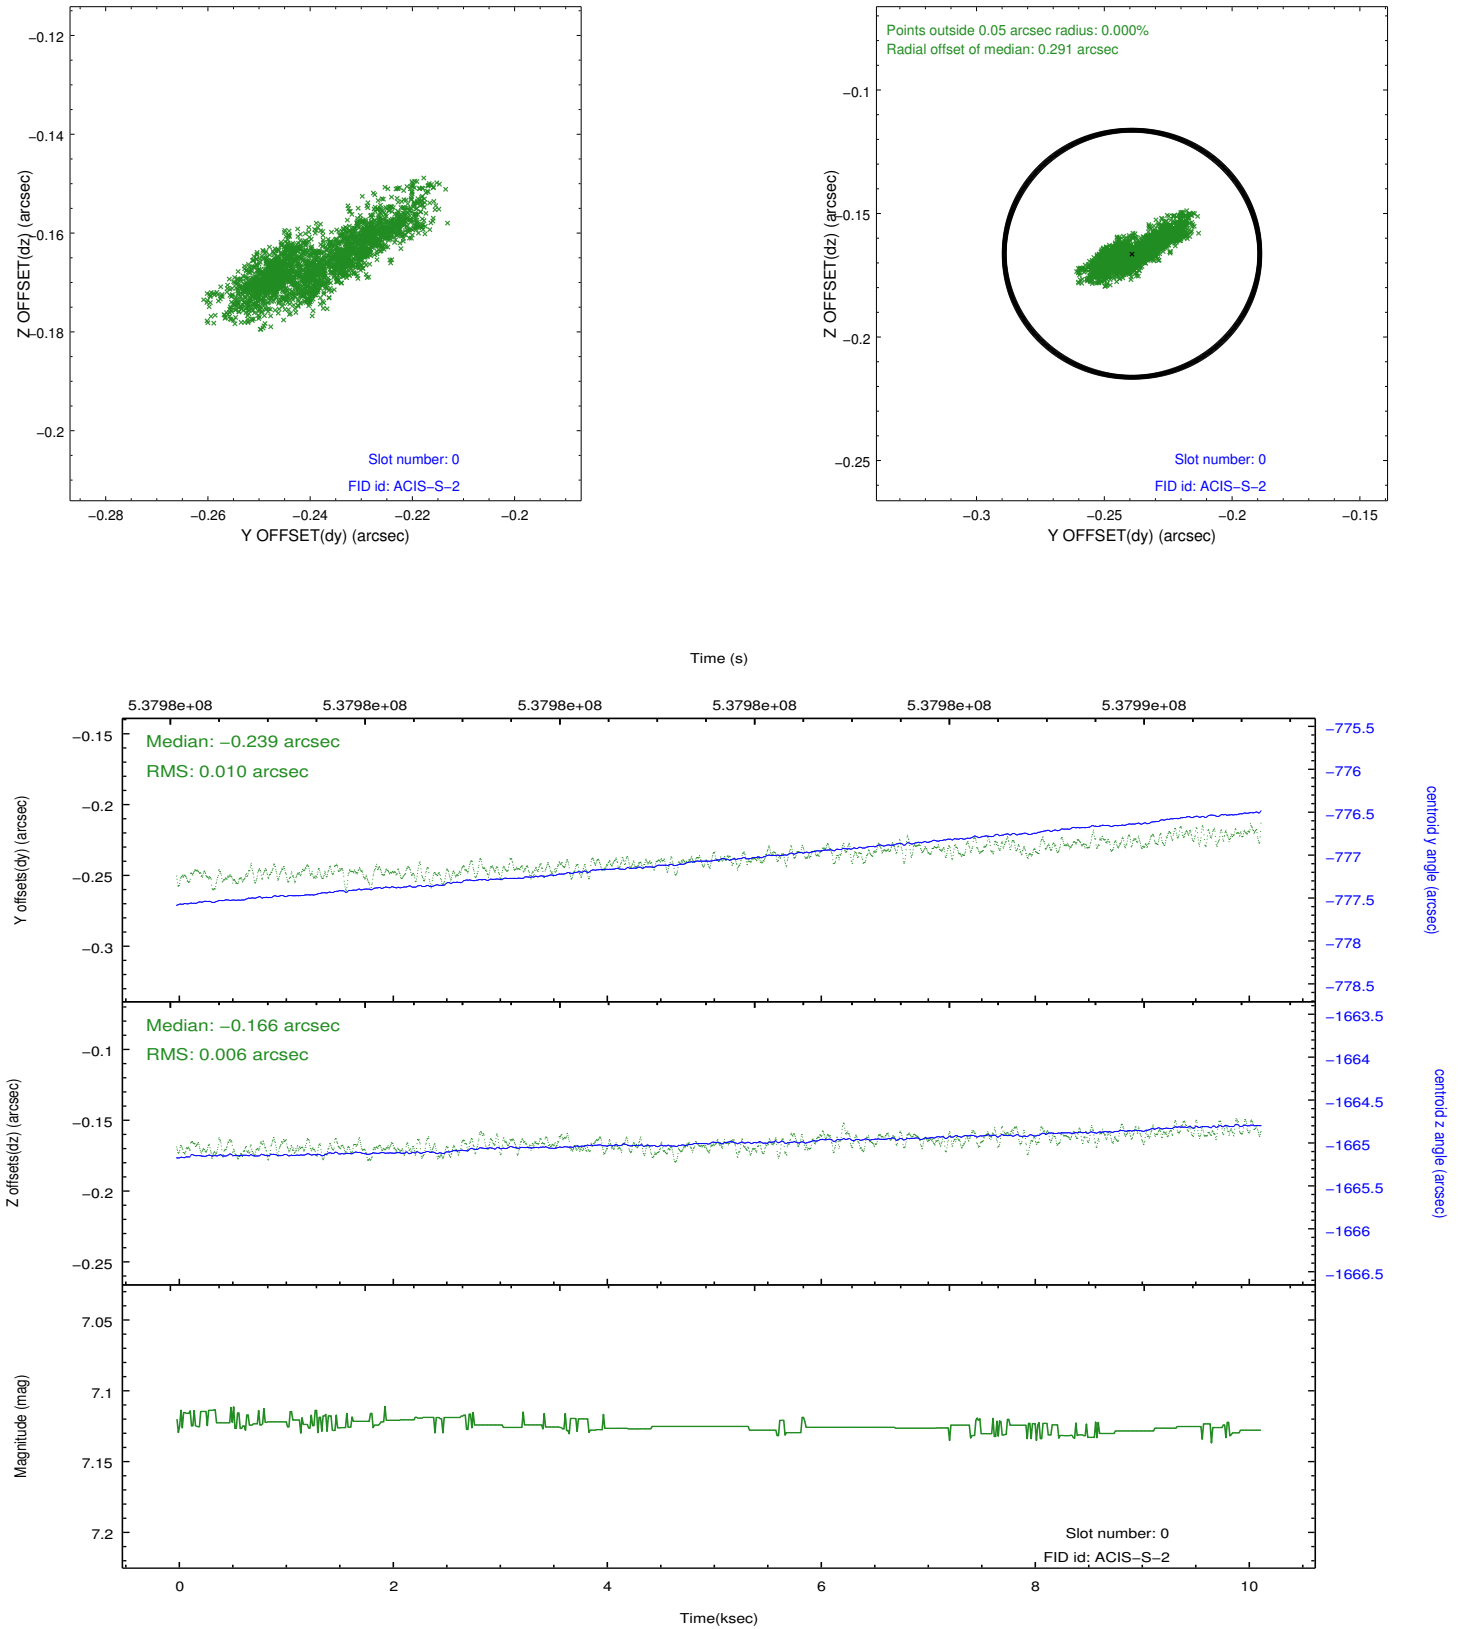 −0.12
−0.14
−0.16
−0.18
−0.2
Z OFFSET(dz) (arcsec)
Slot number: 0
FID id: ACIS−S−2
−0.28
−0.26
−0.24
−0.22
−0.2
Y OFFSET(dy) (arcsec)
Points outside 0.05 arcsec radius: 0.000%
Radial offset of median: 0.291 arcsec
−0.1
−0.15
−0.2
−0.25
Z OFFSET(dz) (arcsec)
Slot number: 0
FID id: ACIS−S−2
−0.3
−0.25
−0.2
−0.15
Y OFFSET(dy) (arcsec)
Time (s)
5.3798e+08
5.3798e+08
5.3798e+08
5.3798e+08
5.3798e+08
5.3799e+08
Median: −0.239 arcsec
RMS: 0.010 arcsec
−0.15
−0.2
−0.25
−0.3
Y offsets(dy) (arcsec)
−775.5
−776
−776.5
−777
−777.5
−778
−778.5
centroid y angle (arcsec)
Median: −0.166 arcsec
RMS: 0.006 arcsec
−0.1
−0.15
−0.2
−0.25
Z offsets(dz) (arcsec)
−1663.5
−1664
−1664.5
−1665
−1665.5
−1666
−1666.5
centroid z angle (arcsec)
7.05
7.1
7.15
7.2
Magnitude (mag)
Slot number: 0
FID id: ACIS−S−2
0
2
4
6
8
10
Time(ksec)